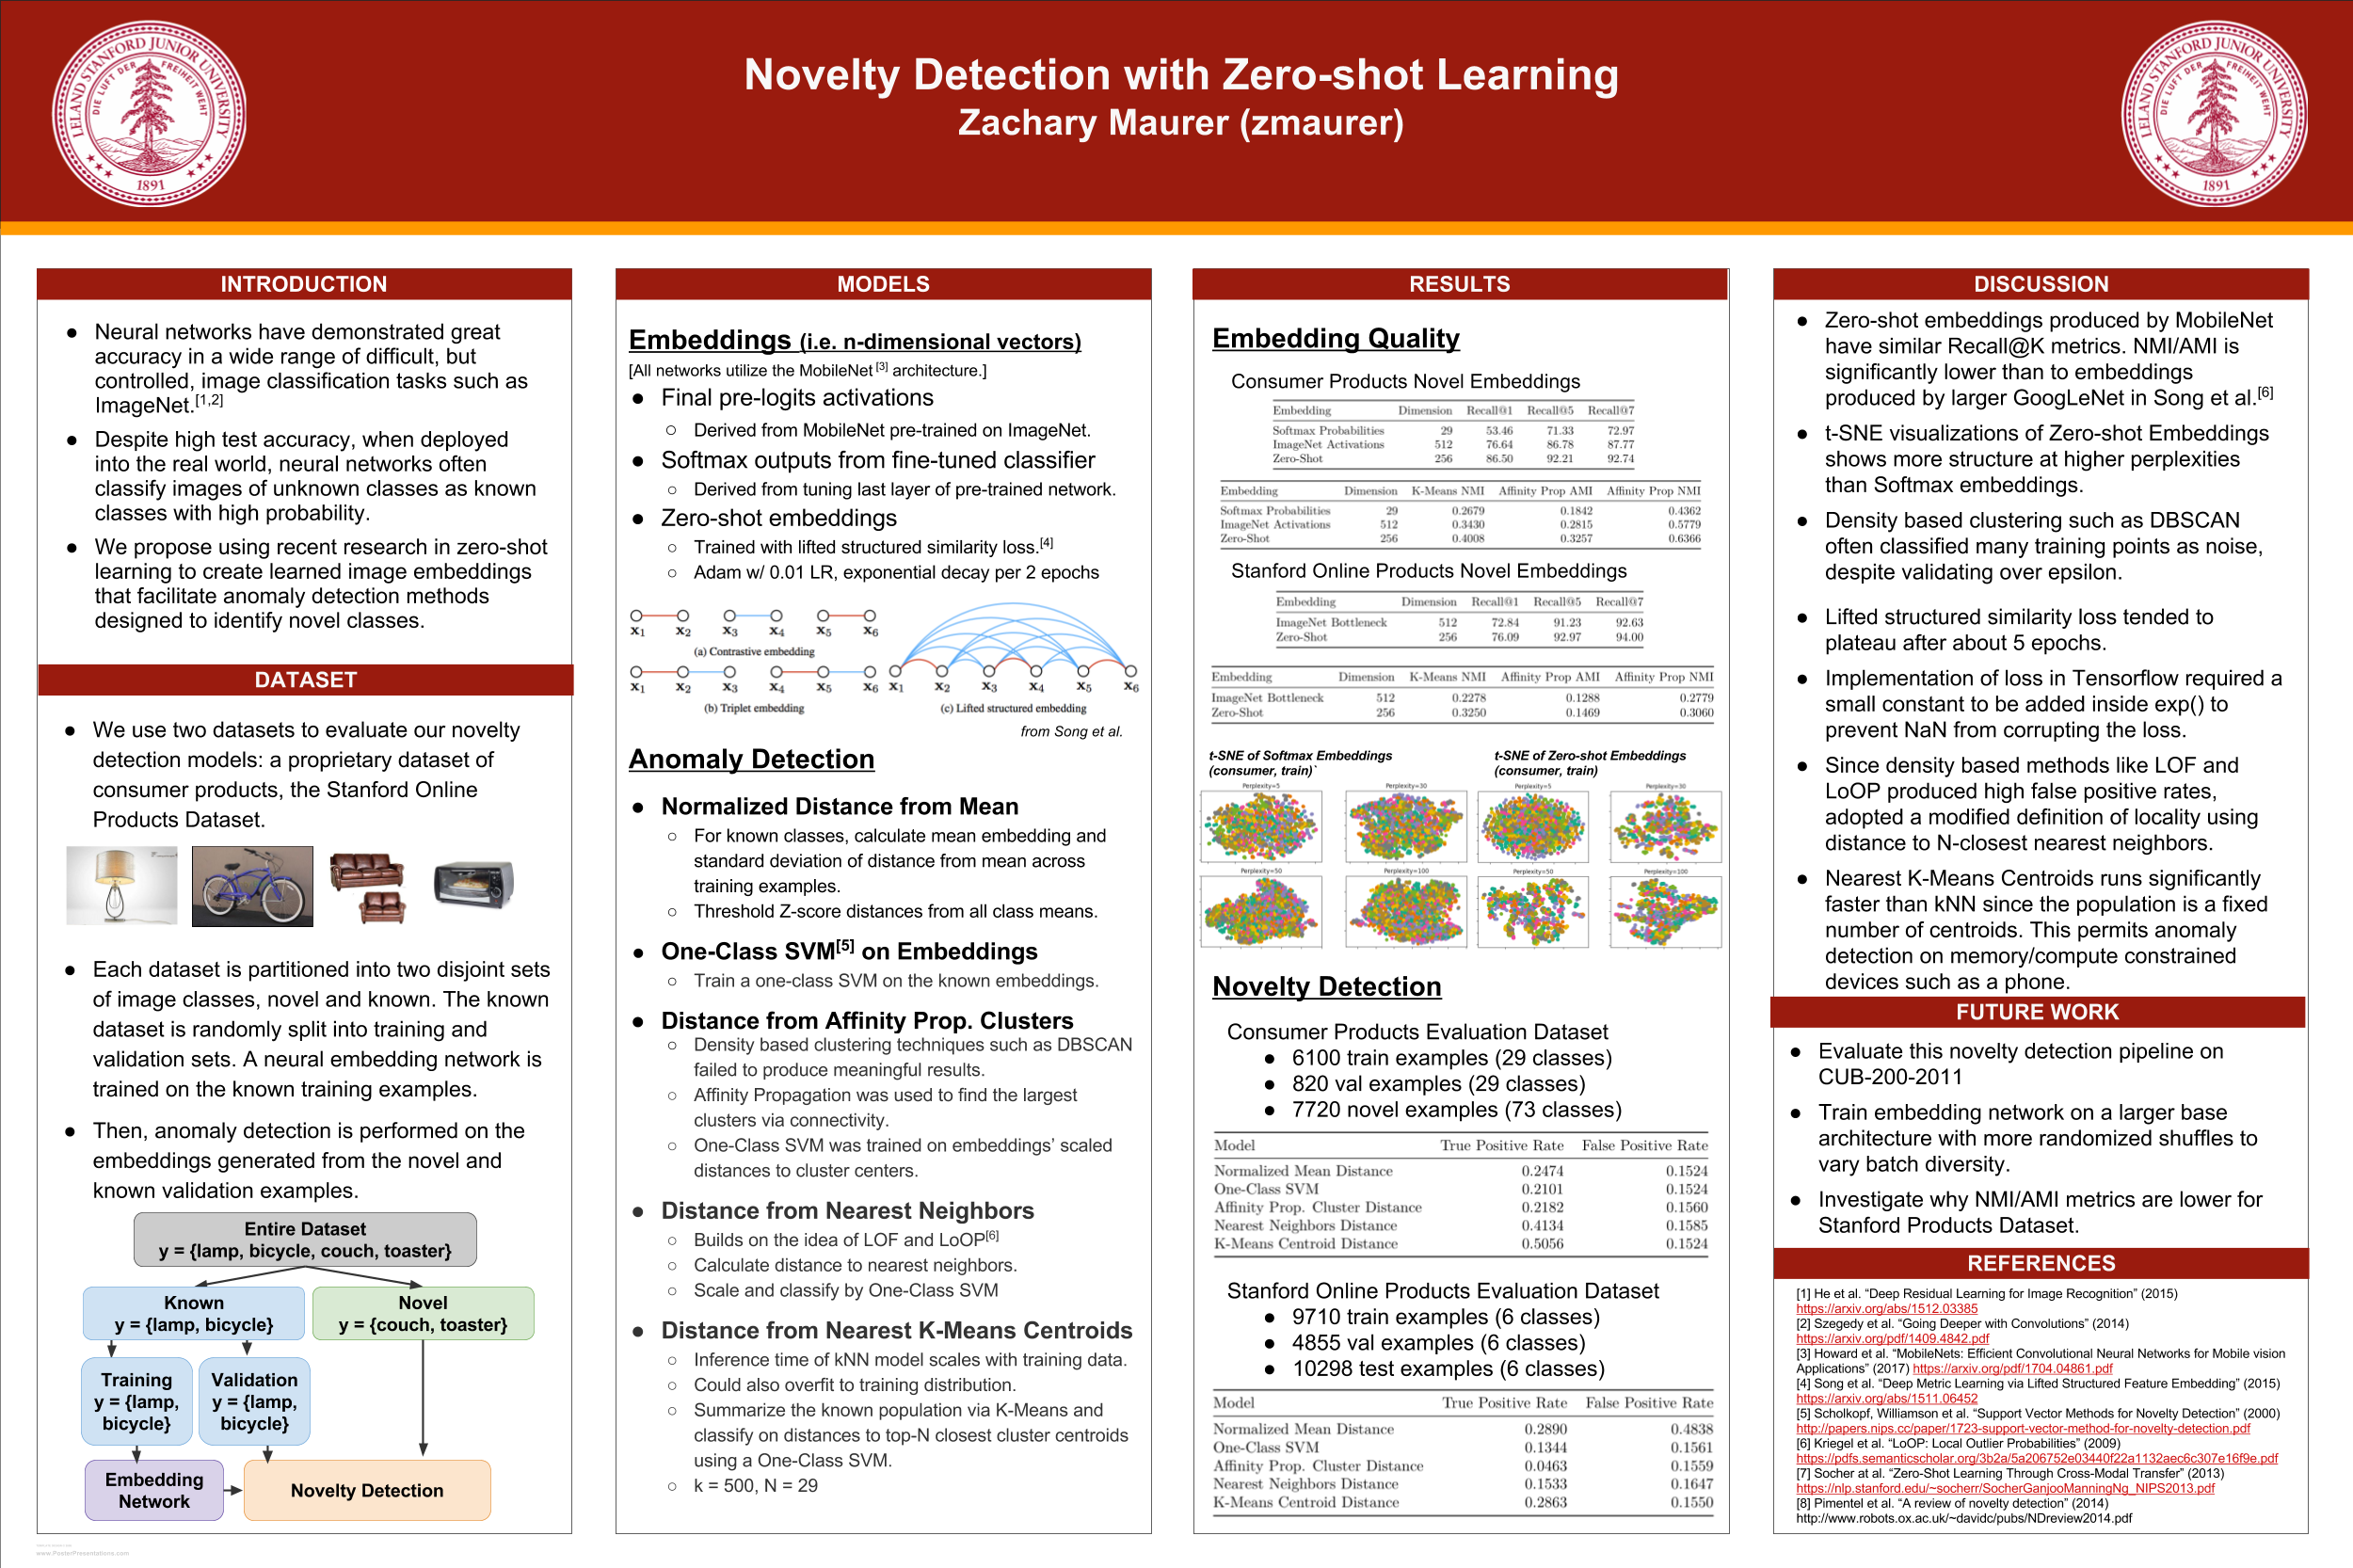 LELAND STANFORD JUNIOR UNIVERSITY
DIE LUFT DER FREIHEIT WEHT
1891
Novelty Detection with Zero-shot Learning
Zachary Maurer (zmaurer)
LELAND STANFORD JUNIOR UNIVERSITY
DIE LUFT DER FREIHEIT WEHT
1891
INTRODUCTION
● Neural networks have demonstrated great
accuracy in a wide range of difficult, but
controlled, image classification tasks such as
ImageNet.[1,2]
● Despite high test accuracy, when deployed
into the real world, neural networks often
classify images of unknown classes as known
classes with high probability.
● We propose using recent research in zero-shot
learning to create learned image embeddings
that facilitate anomaly detection methods
designed to identify novel classes.
DATASET
● We use two datasets to evaluate our novelty
detection models: a proprietary dataset of
consumer products, the Stanford Online
Products Dataset.
● Each dataset is partitioned into two disjoint sets
of image classes, novel and known. The known
dataset is randomly split into training and
validation sets. A neural embedding network is
trained on the known training examples.
● Then, anomaly detection is performed on the
embeddings generated from the novel and
known validation examples.
Entire Dataset
y = {lamp, bicycle, couch, toaster}
Known
y = {lamp, bicycle}
Novel
y = {couch, toaster}
Training
y = {lamp,
bicycle}
Validation
y = {lamp,
bicycle}
Embedding
Network
Novelty Detection
www.PosterPresentations.com
MODELS
Embeddings (i.e. n-dimensional vectors)
[All networks utilize the MobileNet [3] architecture.]
● Final pre-logits activations
○ Derived from MobileNet pre-trained on ImageNet.
● Softmax outputs from fine-tuned classifier
○ Derived from tuning last layer of pre-trained network.
● Zero-shot embeddings
○ Trained with lifted structured similarity loss.[4]
○ Adam w/ 0.01 LR, exponential decay per 2 epochs
x1 x2 x3 x4 x5 x6
(a) Contrastive embedding
x1 x2 x3 x4 x5 x6
(b) Triplet embedding
x1 x2 x3 x4 x5 x6
(c) Lifted structured embedding
from Song et al.
Anomaly Detection
● Normalized Distance from Mean
○ For known classes, calculate mean embedding and
standard deviation of distance from mean across
training examples.
○ Threshold Z-score distances from all class means.
● One-Class SVM[5] on Embeddings
○ Train a one-class SVM on the known embeddings.
● Distance from Affinity Prop. Clusters
○ Density based clustering techniques such as DBSCAN
failed to produce meaningful results.
○ Affinity Propagation was used to find the largest
clusters via connectivity.
○ One-Class SVM was trained on embeddings' scaled
distances to cluster centers.
● Distance from Nearest Neighbors
○ Builds on the idea of LOF and LoOP[6]
○ Calculate distance to nearest neighbors.
○ Scale and classify by One-Class SVM
● Distance from Nearest K-Means Centroids
○ Inference time of kNN model scales with training data.
○ Could also overfit to training distribution.
○ Summarize the known population via K-Means and
classify on distances to top-N closest cluster centroids
using a One-Class SVM.
○ k = 500, N = 29
RESULTS
Embedding Quality
Consumer Products Novel Embeddings
Embedding Dimension Recall@1 Recall@5 Recall@7
Softmax Probabilities 29 53.46 71.33 72.97
ImageNet Activations 512 76.64 86.78 87.77
Zero-Shot 256 86.50 92.21 92.74
Embedding Dimension K-Means NMI Affinity Prop AMI Affinity Prop NMI
Softmax Probabilities 29 0.2679 0.1842 0.4362
ImageNet Activations 512 0.3430 0.2815 0.5779
Zero-Shot 256 0.4008 0.3257 0.6366
Stanford Online Products Novel Embeddings
Embedding Dimension Recall@1 Recall@5 Recall@7
ImageNet Bottleneck 512 72.84 91.23 92.63
Zero-Shot 256 76.09 92.97 94.00
Embedding Dimension K-Means NMI Affinity Prop AMI Affinity Prop NMI
ImageNet Bottleneck 512 0.2278 0.1288 0.2779
Zero-Shot 256 0.3250 0.1469 0.3060
t-SNE of Softmax Embeddings
(consumer, train)`
t-SNE of Zero-shot Embeddings
(consumer, train)
Perplexity=5 Perplexity=30 Perplexity=5 Perplexity=30
Perplexity=50 Perplexity=100 Perplexity=50 Perplexity=100
Novelty Detection
Consumer Products Evaluation Dataset
● 6100 train examples (29 classes)
● 820 val examples (29 classes)
● 7720 novel examples (73 classes)
Model True Positive Rate False Positive Rate
Normalized Mean Distance 0.2474 0.1524
One-Class SVM 0.2101 0.1524
Affinity Prop. Cluster Distance 0.2182 0.1560
Nearest Neighbors Distance 0.4134 0.1585
K-Means Centroid Distance 0.5056 0.1524
Stanford Online Products Evaluation Dataset
● 9710 train examples (6 classes)
● 4855 val examples (6 classes)
● 10298 test examples (6 classes)
Model True Positive Rate False Positive Rate
Normalized Mean Distance 0.2890 0.4838
One-Class SVM 0.1344 0.1561
Affinity Prop. Cluster Distance 0.0463 0.1559
Nearest Neighbors Distance 0.1533 0.1647
K-Means Centroid Distance 0.2863 0.1550
DISCUSSION
● Zero-shot embeddings produced by MobileNet
have similar Recall@K metrics. NMI/AMI is
significantly lower than to embeddings
produced by larger GoogLeNet in Song et al.[6]
● t-SNE visualizations of Zero-shot Embeddings
shows more structure at higher perplexities
than Softmax embeddings.
● Density based clustering such as DBSCAN
often classified many training points as noise,
despite validating over epsilon.
● Lifted structured similarity loss tended to
plateau after about 5 epochs.
● Implementation of loss in Tensorflow required a
small constant to be added inside exp() to
prevent NaN from corrupting the loss.
● Since density based methods like LOF and
LoOP produced high false positive rates,
adopted a modified definition of locality using
distance to N-closest nearest neighbors.
● Nearest K-Means Centroids runs significantly
faster than kNN since the population is a fixed
number of centroids. This permits anomaly
detection on memory/compute constrained
devices such as a phone.
FUTURE WORK
● Evaluate this novelty detection pipeline on
CUB-200-2011
● Train embedding network on a larger base
architecture with more randomized shuffles to
vary batch diversity.
● Investigate why NMI/AMI metrics are lower for
Stanford Products Dataset.
REFERENCES
[1] He et al. “Deep Residual Learning for Image Recognition” (2015)
https://arxiv.org/abs/1512.03385
[2] Szegedy et al. “Going Deeper with Convolutions” (2014)
https://arxiv.org/pdf/1409.4842.pdf
[3] Howard et al. “MobileNets: Efficient Convolutional Neural Networks for Mobile vision
Applications” (2017) https://arxiv.org/pdf/1704.04861.pdf
[4] Song et al. “Deep Metric Learning via Lifted Structured Feature Embedding” (2015)
https://arxiv.org/abs/1511.06452
[5] Scholkopf, Williamson et al. “Support Vector Methods for Novelty Detection” (2000)
http://papers.nips.cc/paper/1723-support-vector-method-for-novelty-detection.pdf
[6] Kriegel et al. “LoOP: Local Outlier Probabilities” (2009)
https://pdfs.semanticscholar.org/3b2a/5a206752e03440f22a1132aec6c307e16f9e.pdf
[7] Socher at al. “Zero-Shot Learning Through Cross-Modal Transfer” (2013)
https://nlp.stanford.edu/~socherr/SocherGanjooManningNg_NIPS2013.pdf
[8] Pimentel et al. “A review of novelty detection” (2014)
http://www.robots.ox.ac.uk/~davidc/pubs/NDreview2014.pdf